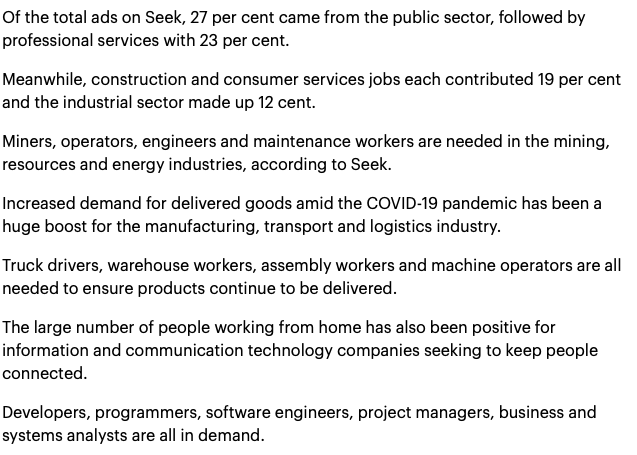 Of the total ads on Seek, 27 per cent came from the public sector, followed by
professional services with 23 per cent.
Meanwhile, construction and consumer services jobs each contributed 19 per cent
and the industrial sector made up 12 cent.
Miners, operators, engineers and maintenance workers are needed in the mining,
resources and energy industries, according to Seek.
Increased demand for delivered goods amid the COVID-19 pandemic has been a
huge boost for the manufacturing, transport and logistics industry.
Truck drivers, warehouse workers, assembly workers and machine operators are all
needed to ensure products continue to be delivered.
The large number of people working from home has also been positive for
information and communication technology companies seeking to keep people
connected.
Developers, programmers, software engineers, project managers, business and
systems analysts are all in demand.